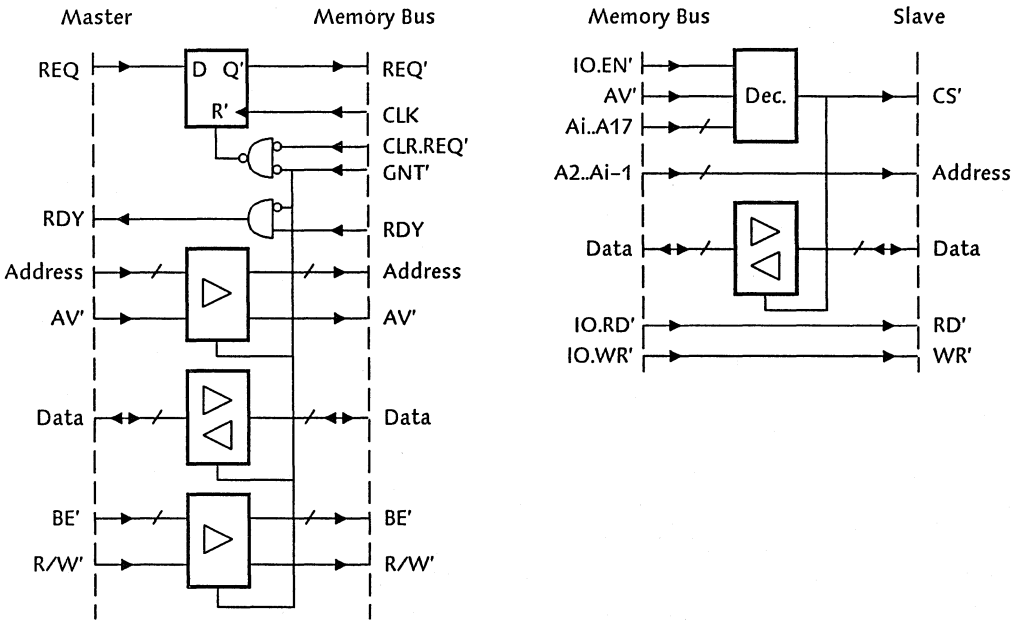 Master Memory Bus
REQ D Q' REQ'
R' CLK
CLR.REQ'
GNT'
RDY RDY
Address Address
AV' AV'
Data Data
BE' BE'
R/W' R/W'
Memory Bus Slave
IO.EN'
AV' Dec. CS'
Ai..A17
A2..Ai-1 Address
Data Data
IO.RD' RD'
IO.WR' WR'